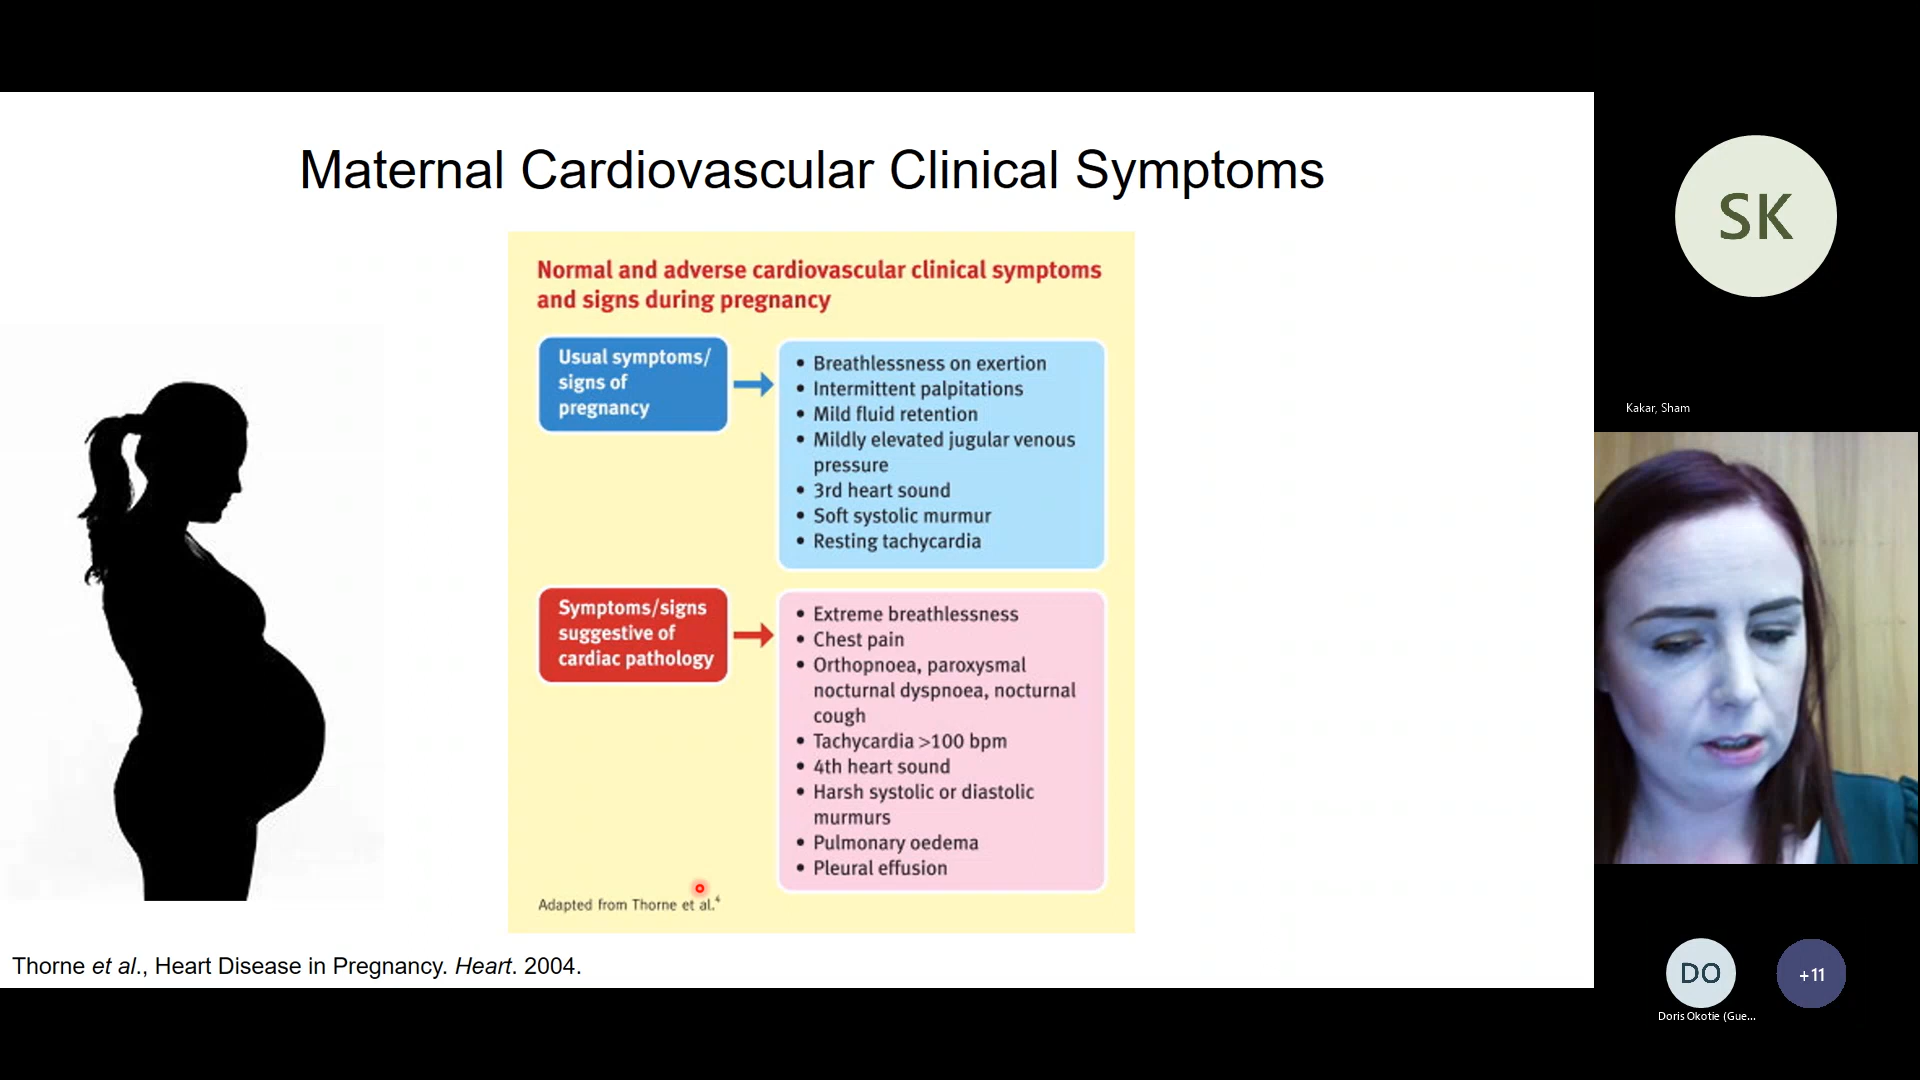 Maternal Cardiovascular Clinical Symptoms
Normal and adverse cardiovascular clinical symptoms
and signs during pregnancy
Usual symptoms/
signs of
pregnancy
• Breathlessness on exertion
• Intermittent palpitations
• Mild fluid retention
• Mildly elevated jugular venous
pressure
• 3rd heart sound
• Soft systolic murmur
• Resting tachycardia
Symptoms/signs
suggestive of
cardiac pathology
• Extreme breathlessness
• Chest pain
• Orthopnoea, paroxysmal
nocturnal dyspnoea, nocturnal
cough
• Tachycardia >100 bpm
• 4th heart sound
• Harsh systolic or diastolic
murmurs
• Pulmonary oedema
• Pleural effusion
Adapted from Thorne et al.⁴
Thorne et al., Heart Disease in Pregnancy. Heart. 2004.
SK
Kakar, Sham
DO
+11
Doris Okotie (Gue...